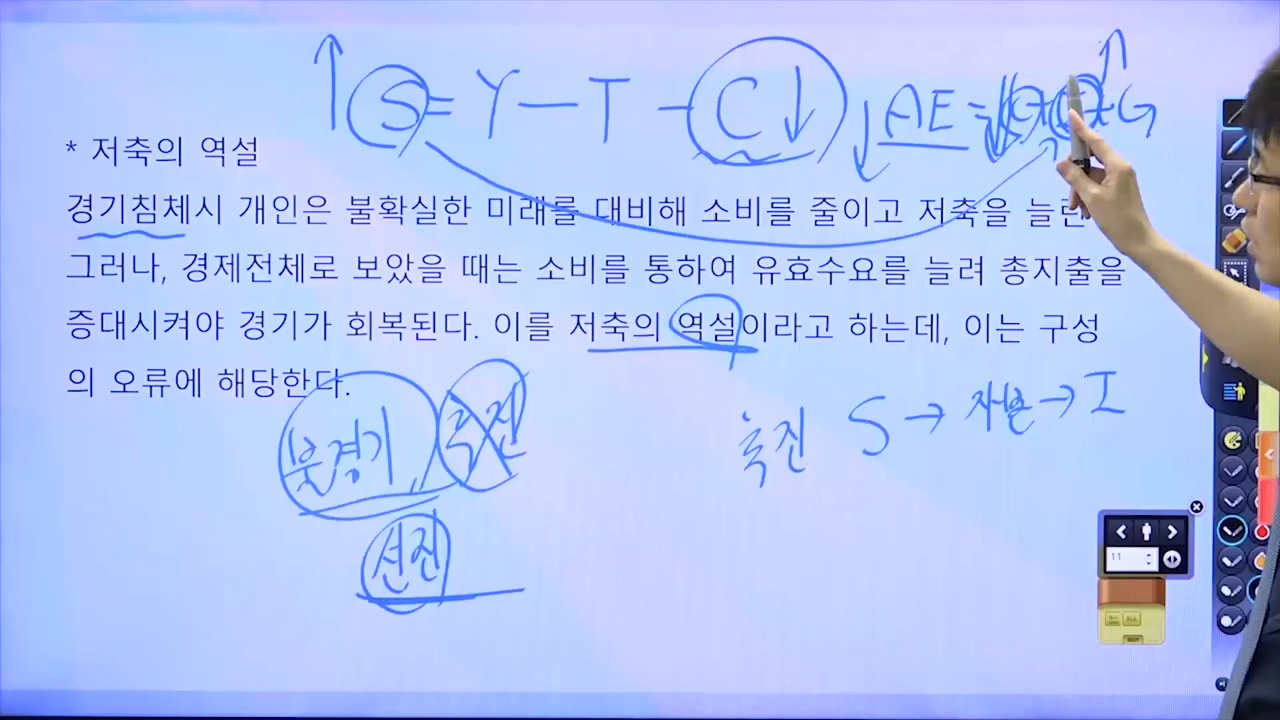 S = Y - T - C↓ ↓AE = G
* 저축의 역설
경기침체시 개인은 불확실한 미래를 대비해 소비를 줄이고 저축을 늘린
그러나, 경제전체로 보았을 때는 소비를 통하여 유효수요를 늘려 총지출을
증대시켜야 경기가 회복된다. 이를 저축의 역설이라고 하는데, 이는 구성
의 오류에 해당한다.
불경기 후진
후진 S → 자본 → I
선진
11